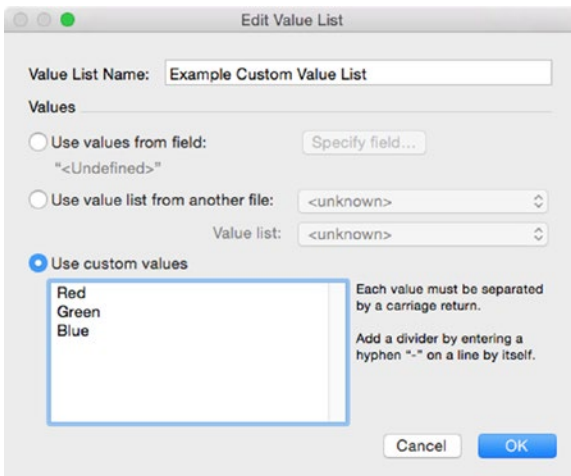 Edit Value List
Value List Name: Example Custom Value List
Values
Use values from field: Specify field...
"<Undefined>"
Use value list from another file: <unknown>
Value list: <unknown>
Use custom values
Red
Green
Blue
Each value must be separated
by a carriage return.
Add a divider by entering a
hyphen "-" on a line by itself.
Cancel OK